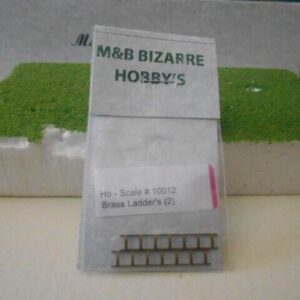 M&B BIZARRE
HOBBY'S
Ho - Scale # 10012
Brass Ladder's (2)